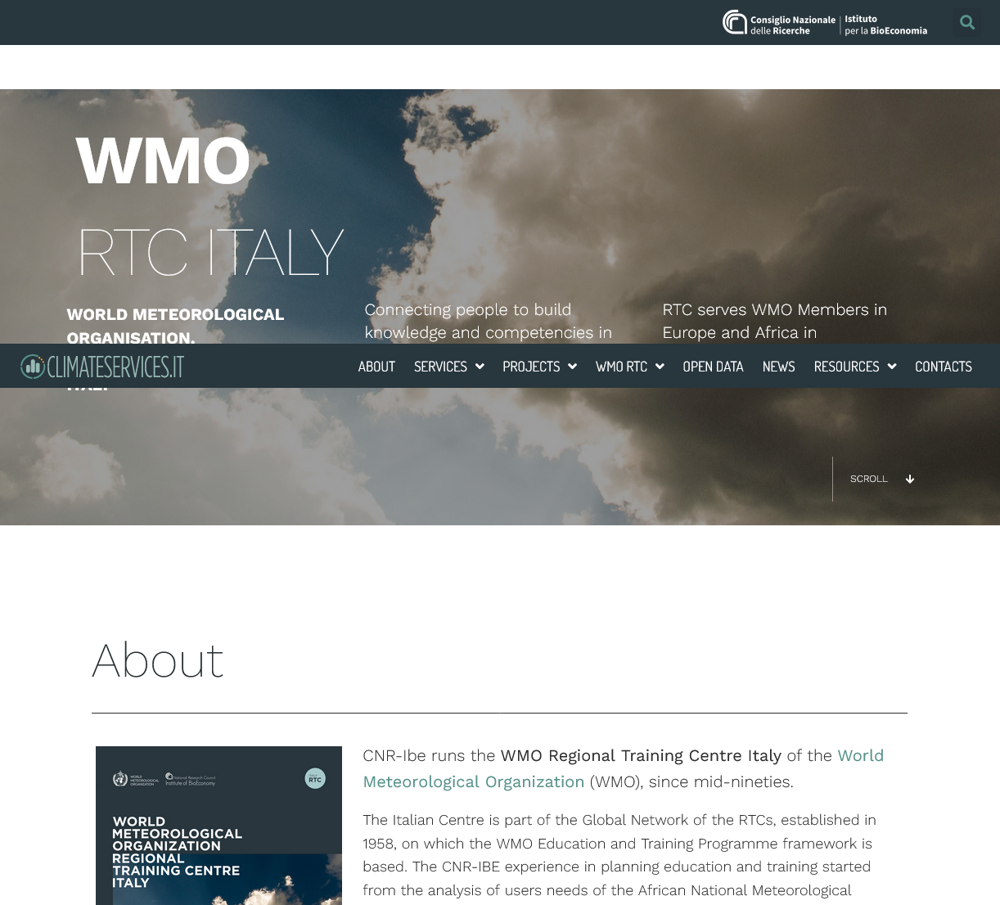 Consiglio Nazionale
delle Ricerche
Istituto
per la BioEconomia
WMO
RTC ITALY
WORLD METEOROLOGICAL
ORGANISATION.
Connecting people to build
knowledge and competencies in
RTC serves WMO Members in
Europe and Africa in
CLIMATESERVICES.IT
ABOUT
SERVICES
PROJECTS
WMO RTC
OPEN DATA
NEWS
RESOURCES
CONTACTS
SCROLL
About
WORLD
METEOROLOGICAL
ORGANIZATION
National Research Council
Institute of BioEconomy
RTC
WORLD
METEOROLOGICAL
ORGANIZATION
REGIONAL
TRAINING CENTRE
ITALY
CNR-Ibe runs the WMO Regional Training Centre Italy of the World
Meteorological Organization (WMO), since mid-nineties.
The Italian Centre is part of the Global Network of the RTCs, established in
1958, on which the WMO Education and Training Programme framework is
based. The CNR-IBE experience in planning education and training started
from the analysis of users needs of the African National Meteorological